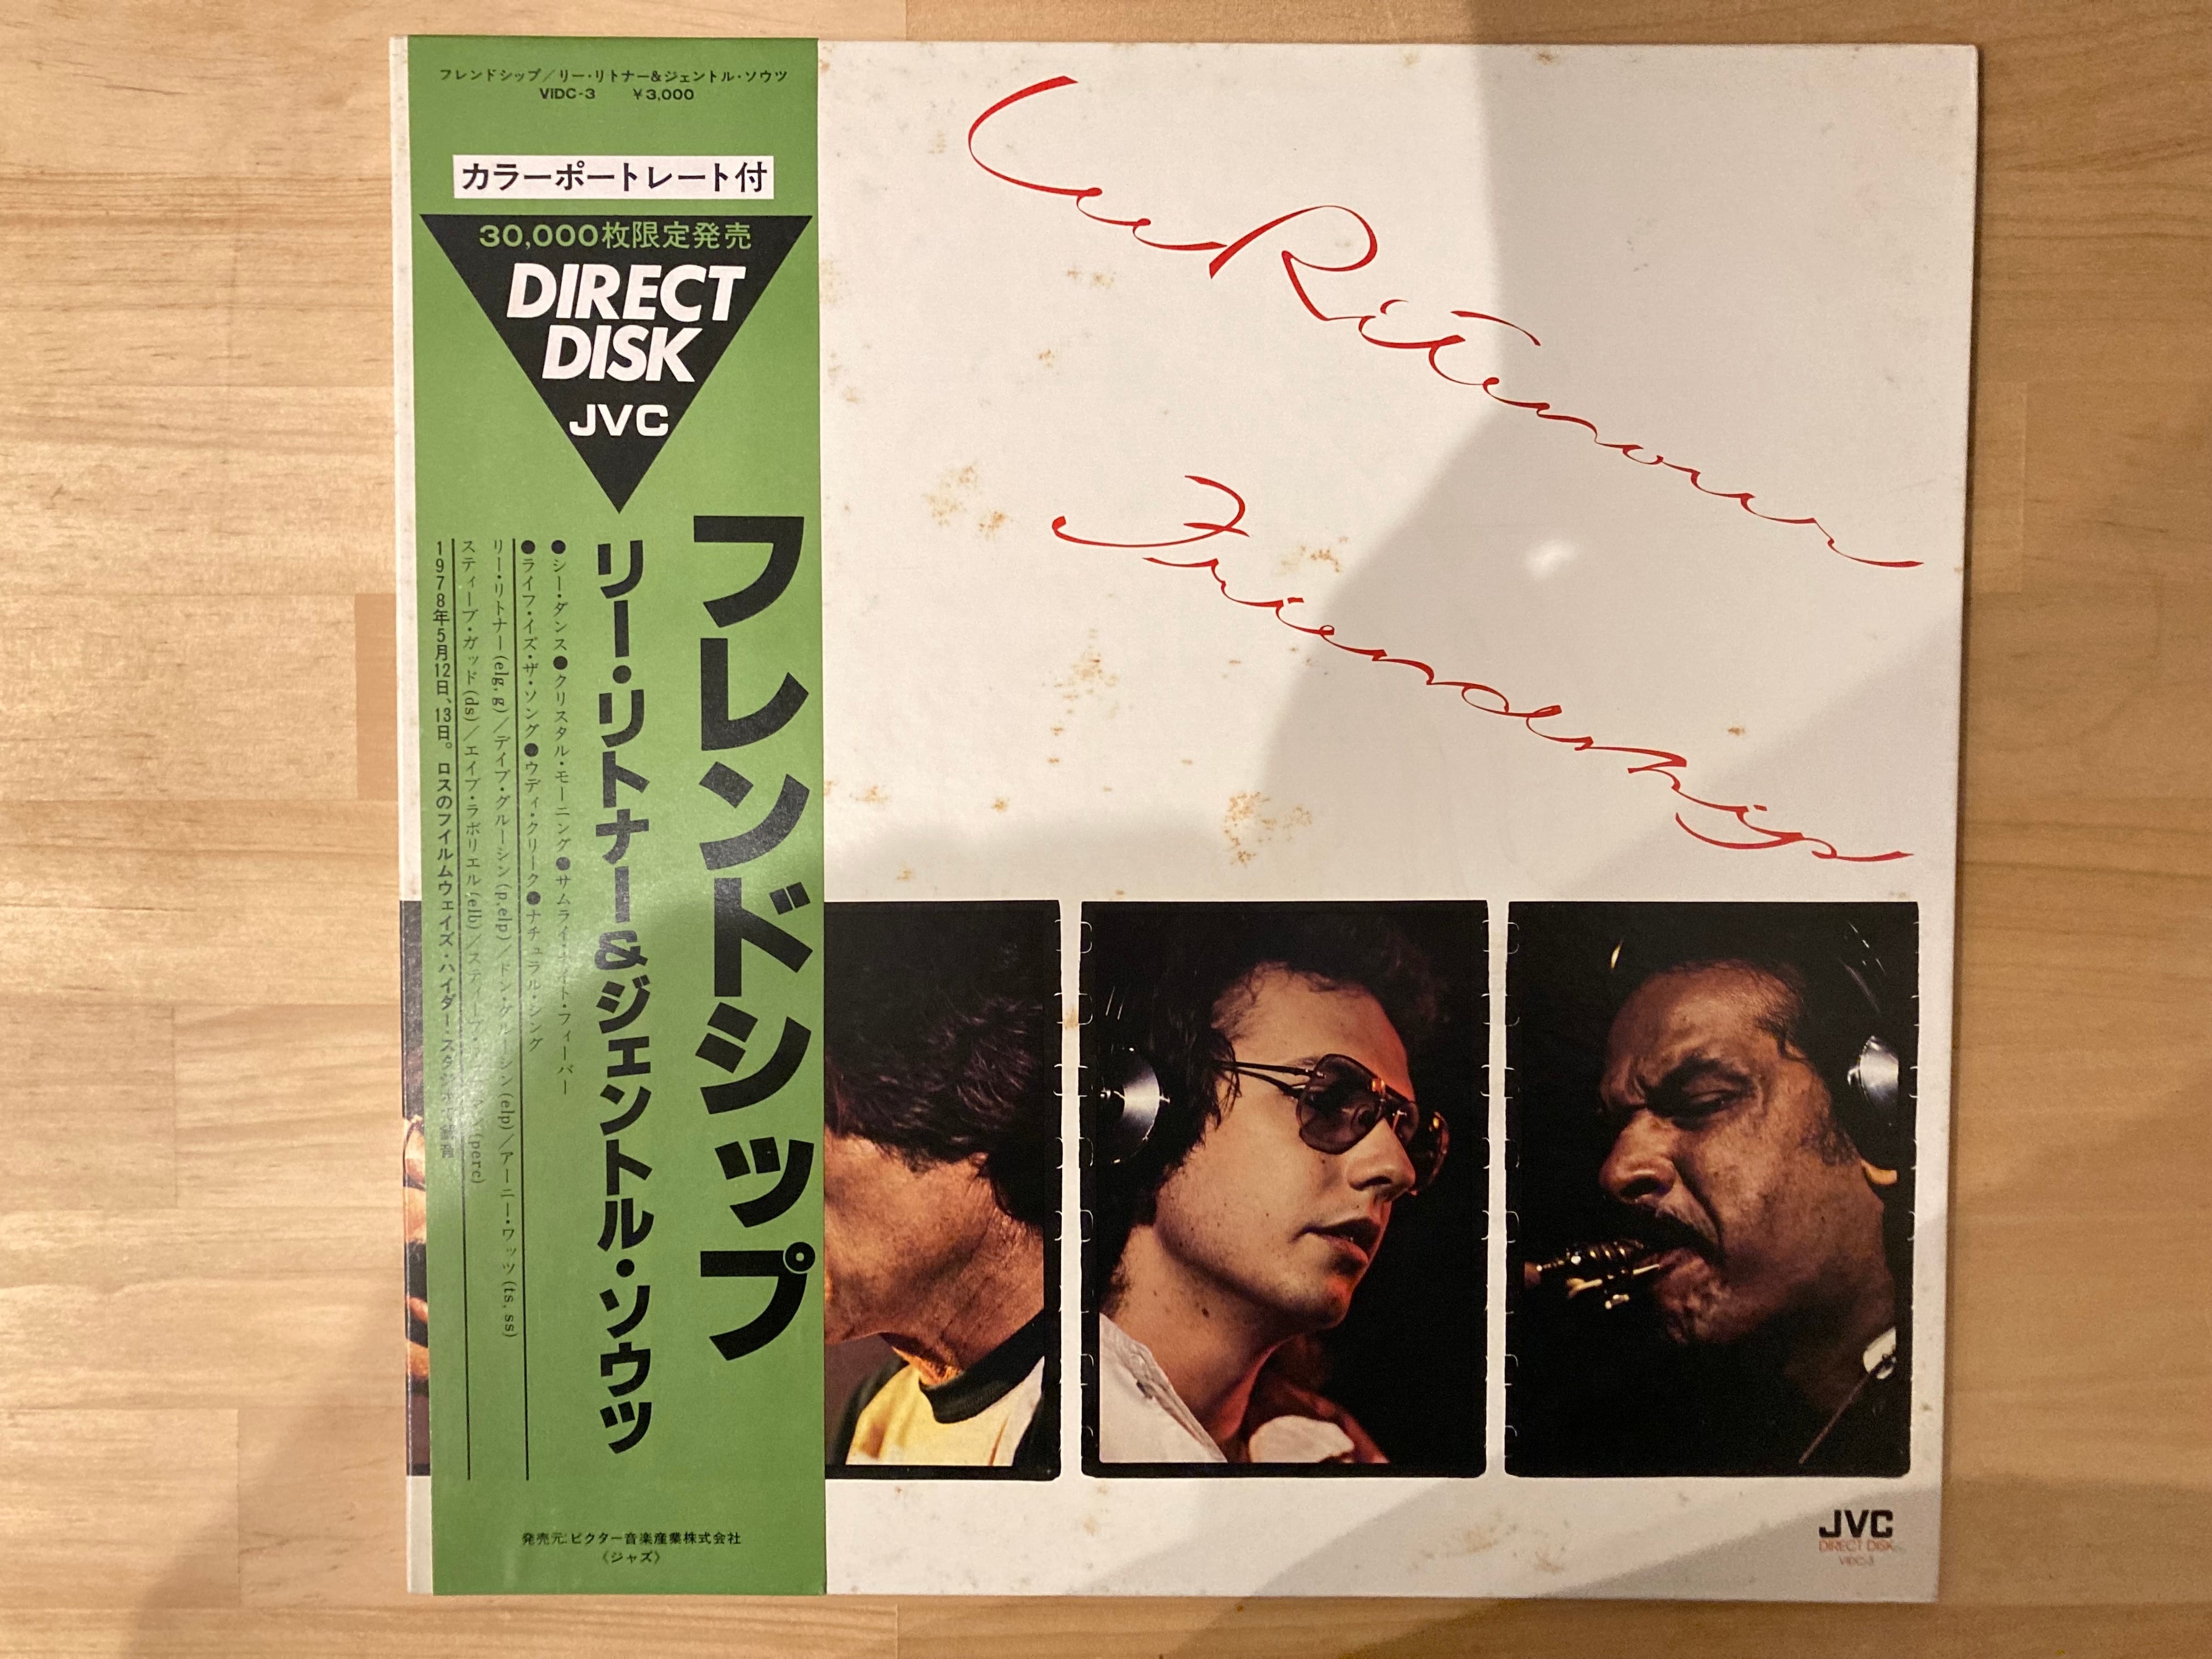 フレンドシップ／リー・リトナー&ジェントル・ソウツ
VIDC-3 ￥3,000
カラーポートレート付
30,000枚限定発売
DIRECT
DISK
JVC
フレンドシップ
リー・リトナー&ジェントル・ソウツ
●シー・ダンス●クリスタル・モーニング●サムライ・ナイト・フィーバー
●ライフ・イズ・ザ・ソング●ウディ・クリーク●ナチュラル・シング
リー・リトナー(elg, g)／デイブ・グルーシン(p, elp)／ドン・グルーシン(elp)／アーニー・ワッツ(ts, ss)
スティーブ・ガッド(ds)／エイブ・ラボリエル(elb)／スティーブ・(perc)
1978年5月12日、13日。ロスのフイルムウェイズ・ハイダー・スタジオにて録音
発売元：ビクター音楽産業株式会社
〈ジャズ〉
Lee Ritenour
Friendship
JVC
DIRECT DISK
VIDC-3